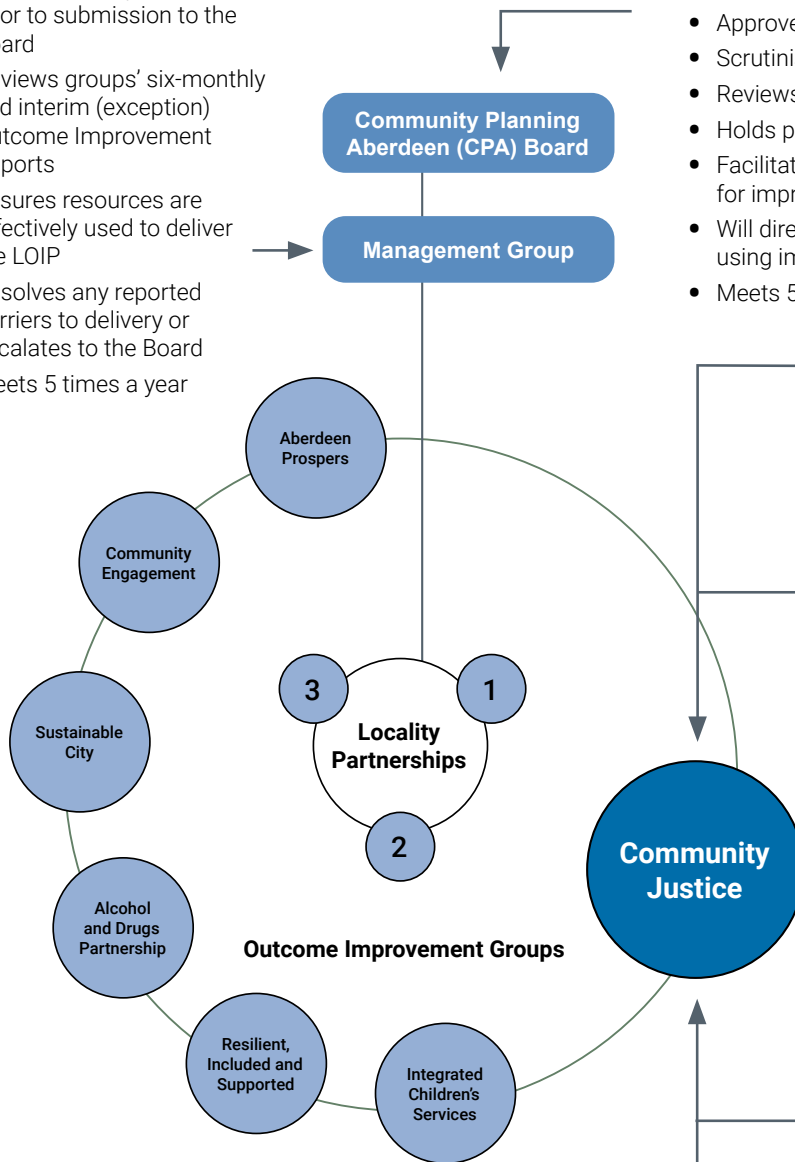 or to submission to the
ard
views groups’ six-monthly
d interim (exception)
tcome Improvement
ports
sures resources are
fectively used to deliver
e LOIP
solves any reported
rriers to delivery or
calates to the Board
eets 5 times a year
Community Planning
Aberdeen (CPA) Board
Management Group
• Approve
• Scrutini
• Reviews
• Holds p
• Facilitat
for impr
• Will dire
using im
• Meets 5
Aberdeen
Prospers
Community
Engagement
Sustainable
City
Alcohol
and Drugs
Partnership
Resilient,
Included and
Supported
Integrated
Children’s
Services
Community
Justice
3
1
Locality
Partnerships
2
Outcome Improvement Groups